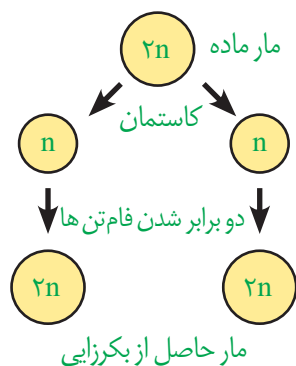 مار ماده
۲n
کاستمان
n n
دو برابر شدن فام‌تن ها
۲n ۲n
مار حاصل از بکرزایی